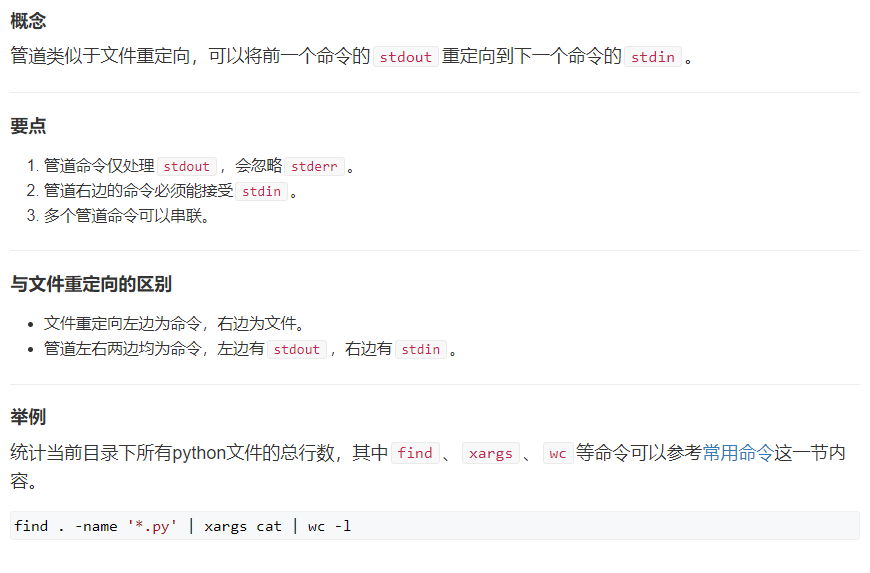 概念
管道类似于文件重定向，可以将前一个命令的 stdout 重定向到下一个命令的 stdin 。
要点
1. 管道命令仅处理 stdout ，会忽略 stderr 。
2. 管道右边的命令必须能接受 stdin 。
3. 多个管道命令可以串联。
与文件重定向的区别
• 文件重定向左边为命令，右边为文件。
• 管道左右两边均为命令，左边有 stdout ，右边有 stdin 。
举例
统计当前目录下所有python文件的总行数，其中 find 、 xargs 、 wc 等命令可以参考常用命令这一节内
容。
find . -name '*.py' | xargs cat | wc -l